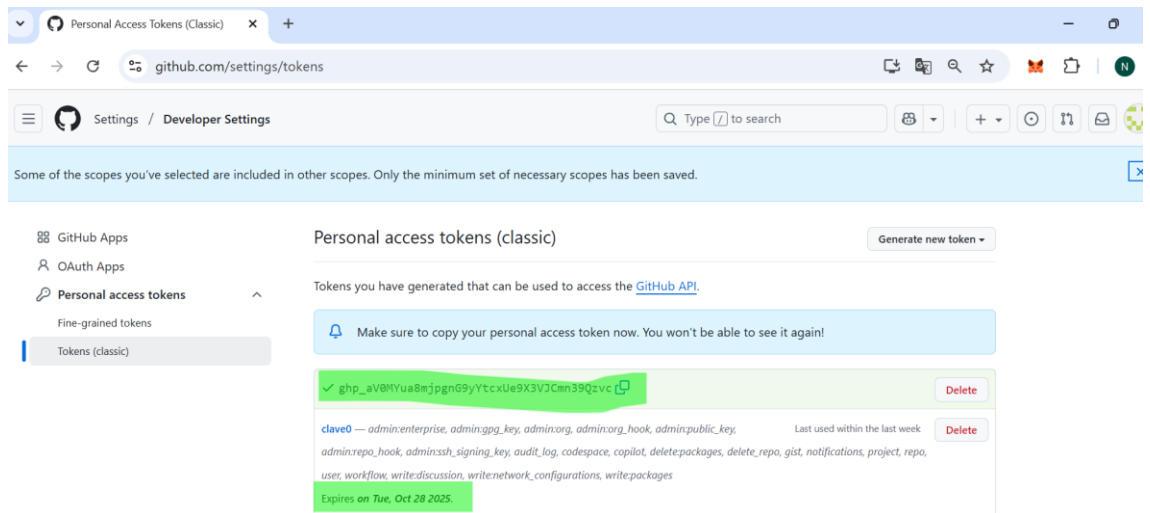 Personal Access Tokens (Classic)
github.com/settings/tokens
N
Settings / Developer Settings
Type / to search
Some of the scopes you've selected are included in other scopes. Only the minimum set of necessary scopes has been saved.
GitHub Apps
OAuth Apps
Personal access tokens
Fine-grained tokens
Tokens (classic)
Personal access tokens (classic)
Generate new token
Tokens you have generated that can be used to access the GitHub API.
Make sure to copy your personal access token now. You won't be able to see it again!
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
Delete
clave0 — admin:enterprise, admin:gpg_key, admin:org, admin:org_hook, admin:public_key,
Last used within the last week
Delete
admin:repo_hook, admin:ssh_signing_key, audit_log, codespace, copilot, delete:packages, delete_repo, gist, notifications, project, repo,
user, workflow, write:discussion, write:network_configurations, write:packages
Expires on Tue, Oct 28 2025.